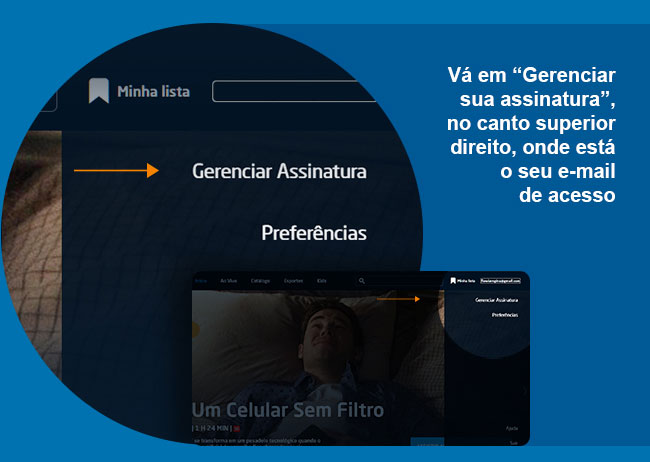 Vá em “Gerenciar
sua assinatura”,
no canto superior
direito, onde está
o seu e-mail
de acesso
Minha lista
Gerenciar Assinatura
Preferências
Início Ao Vivo Catálogo Esportes Kids
Minha lista
Gerenciar Assinatura
Preferências
Um Celular Sem Filtro
| 1 H 24 MIN |
Ajuda
Sair